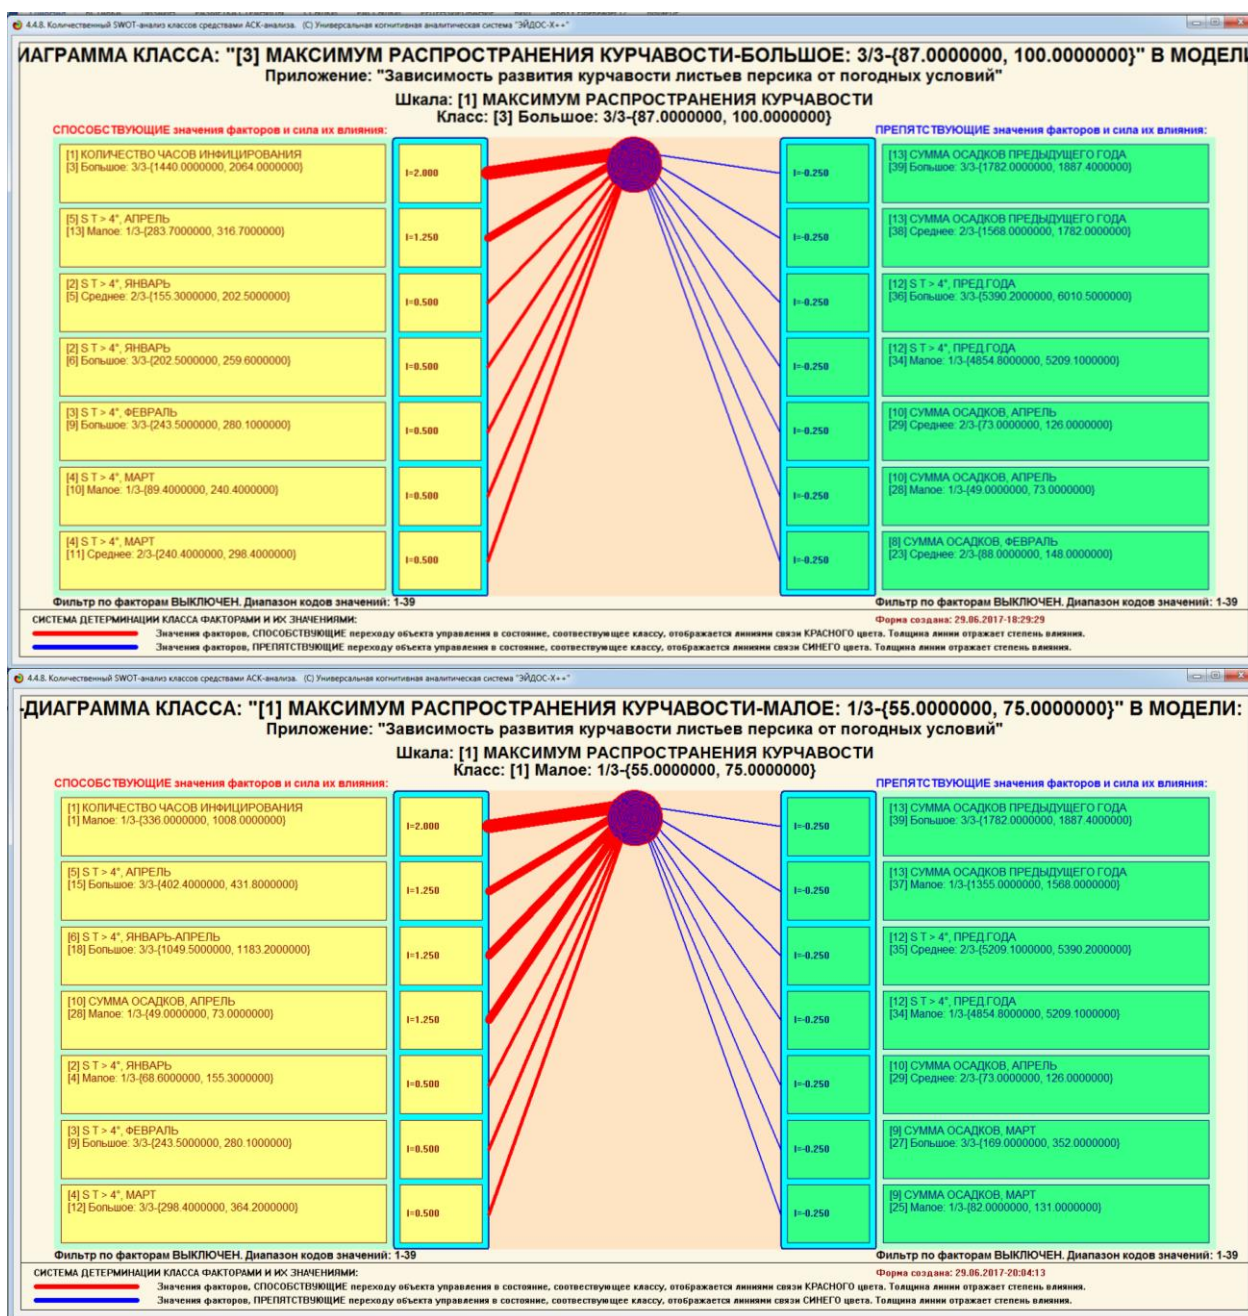 4.4.8. Количественный SWOT-анализ классов средствами АСК-анализа. (C) Универсальная когнитивная аналитическая система "ЭЙДОС-X++"
ИАГРАММА КЛАССА: "[3] МАКСИМУМ РАСПРОСТРАНЕНИЯ КУРЧАВОСТИ-БОЛЬШОЕ: 3/3-{87.0000000, 100.0000000}" В МОДЕЛИ
Приложение: "Зависимость развития курчавости листьев персика от погодных условий"
Шкала: [1] МАКСИМУМ РАСПРОСТРАНЕНИЯ КУРЧАВОСТИ
Класс: [3] Большое: 3/3-{87.0000000, 100.0000000}
СПОСОБСТВУЮЩИЕ значения факторов и сила их влияния:
ПРЕПЯТСТВУЮЩИЕ значения факторов и сила их влияния:
[1] КОЛИЧЕСТВО ЧАСОВ ИНФИЦИРОВАНИЯ
[3] Большое: 3/3-{1440.0000000, 2064.0000000}
I=2.000
I=-0.250
[13] СУММА ОСАДКОВ ПРЕДЫДУЩЕГО ГОДА
[39] Большое: 3/3-{1782.0000000, 1887.4000000}
[5] S T > 4°, АПРЕЛЬ
[13] Малое: 1/3-{283.7000000, 316.7000000}
I=1.250
I=-0.250
[13] СУММА ОСАДКОВ ПРЕДЫДУЩЕГО ГОДА
[38] Среднее: 2/3-{1568.0000000, 1782.0000000}
[2] S T > 4°, ЯНВАРЬ
[5] Среднее: 2/3-{155.3000000, 202.5000000}
I=0.500
I=-0.250
[12] S T > 4°, ПРЕД.ГОДА
[36] Большое: 3/3-{5390.2000000, 6010.5000000}
[2] S T > 4°, ЯНВАРЬ
[6] Большое: 3/3-{202.5000000, 259.6000000}
I=0.500
I=-0.250
[12] S T > 4°, ПРЕД.ГОДА
[34] Малое: 1/3-{4854.8000000, 5209.1000000}
[3] S T > 4°, ФЕВРАЛЬ
[9] Большое: 3/3-{243.5000000, 280.1000000}
I=0.500
I=-0.250
[10] СУММА ОСАДКОВ, АПРЕЛЬ
[29] Среднее: 2/3-{73.0000000, 126.0000000}
[4] S T > 4°, МАРТ
[10] Малое: 1/3-{89.4000000, 240.4000000}
I=0.500
I=-0.250
[10] СУММА ОСАДКОВ, АПРЕЛЬ
[28] Малое: 1/3-{49.0000000, 73.0000000}
[4] S T > 4°, МАРТ
[11] Среднее: 2/3-{240.4000000, 298.4000000}
I=0.500
I=-0.250
[8] СУММА ОСАДКОВ, ФЕВРАЛЬ
[23] Среднее: 2/3-{88.0000000, 148.0000000}
Фильтр по факторам ВЫКЛЮЧЕН. Диапазон кодов значений: 1-39
Фильтр по факторам ВЫКЛЮЧЕН. Диапазон кодов значений: 1-39
СИСТЕМА ДЕТЕРМИНАЦИИ КЛАССА ФАКТОРАМИ И ИХ ЗНАЧЕНИЯМИ:
Форма создана: 29.06.2017-18:29:29
Значения факторов, СПОСОБСТВУЮЩИЕ переходу объекта управления в состояние, соотвествующее классу, отображается линиями связи КРАСНОГО цвета. Толщина линии отражает степень влияния.
Значения факторов, ПРЕПЯТСТВУЮЩИЕ переходу объекта управления в состояние, соотвествующее классу, отображается линиями связи СИНЕГО цвета. Толщина линии отражает степень влияния.
4.4.8. Количественный SWOT-анализ классов средствами АСК-анализа. (C) Универсальная когнитивная аналитическая система "ЭЙДОС-X++"
-ДИАГРАММА КЛАССА: "[1] МАКСИМУМ РАСПРОСТРАНЕНИЯ КУРЧАВОСТИ-МАЛОЕ: 1/3-{55.0000000, 75.0000000}" В МОДЕЛИ:
Приложение: "Зависимость развития курчавости листьев персика от погодных условий"
Шкала: [1] МАКСИМУМ РАСПРОСТРАНЕНИЯ КУРЧАВОСТИ
Класс: [1] Малое: 1/3-{55.0000000, 75.0000000}
СПОСОБСТВУЮЩИЕ значения факторов и сила их влияния:
ПРЕПЯТСТВУЮЩИЕ значения факторов и сила их влияния:
[1] КОЛИЧЕСТВО ЧАСОВ ИНФИЦИРОВАНИЯ
[1] Малое: 1/3-{336.0000000, 1008.0000000}
I=2.000
I=-0.250
[13] СУММА ОСАДКОВ ПРЕДЫДУЩЕГО ГОДА
[39] Большое: 3/3-{1782.0000000, 1887.4000000}
[5] S T > 4°, АПРЕЛЬ
[15] Большое: 3/3-{402.4000000, 431.8000000}
I=1.250
I=-0.250
[13] СУММА ОСАДКОВ ПРЕДЫДУЩЕГО ГОДА
[37] Малое: 1/3-{1355.0000000, 1568.0000000}
[6] S T > 4°, ЯНВАРЬ-АПРЕЛЬ
[18] Большое: 3/3-{1049.5000000, 1183.2000000}
I=1.250
I=-0.250
[12] S T > 4°, ПРЕД.ГОДА
[35] Среднее: 2/3-{5209.1000000, 5390.2000000}
[10] СУММА ОСАДКОВ, АПРЕЛЬ
[28] Малое: 1/3-{49.0000000, 73.0000000}
I=1.250
I=-0.250
[12] S T > 4°, ПРЕД.ГОДА
[34] Малое: 1/3-{4854.8000000, 5209.1000000}
[2] S T > 4°, ЯНВАРЬ
[4] Малое: 1/3-{68.6000000, 155.3000000}
I=0.500
I=-0.250
[10] СУММА ОСАДКОВ, АПРЕЛЬ
[29] Среднее: 2/3-{73.0000000, 126.0000000}
[3] S T > 4°, ФЕВРАЛЬ
[9] Большое: 3/3-{243.5000000, 280.1000000}
I=0.500
I=-0.250
[9] СУММА ОСАДКОВ, МАРТ
[27] Большое: 3/3-{169.0000000, 352.0000000}
[4] S T > 4°, МАРТ
[12] Большое: 3/3-{298.4000000, 364.2000000}
I=0.500
I=-0.250
[9] СУММА ОСАДКОВ, МАРТ
[25] Малое: 1/3-{82.0000000, 131.0000000}
Фильтр по факторам ВЫКЛЮЧЕН. Диапазон кодов значений: 1-39
Фильтр по факторам ВЫКЛЮЧЕН. Диапазон кодов значений: 1-39
СИСТЕМА ДЕТЕРМИНАЦИИ КЛАССА ФАКТОРАМИ И ИХ ЗНАЧЕНИЯМИ:
Форма создана: 29.06.2017-20:04:13
Значения факторов, СПОСОБСТВУЮЩИЕ переходу объекта управления в состояние, соотвествующее классу, отображается линиями связи КРАСНОГО цвета. Толщина линии отражает степень влияния.
Значения факторов, ПРЕПЯТСТВУЮЩИЕ переходу объекта управления в состояние, соотвествующее классу, отображается линиями связи СИНЕГО цвета. Толщина линии отражает степень влияния.